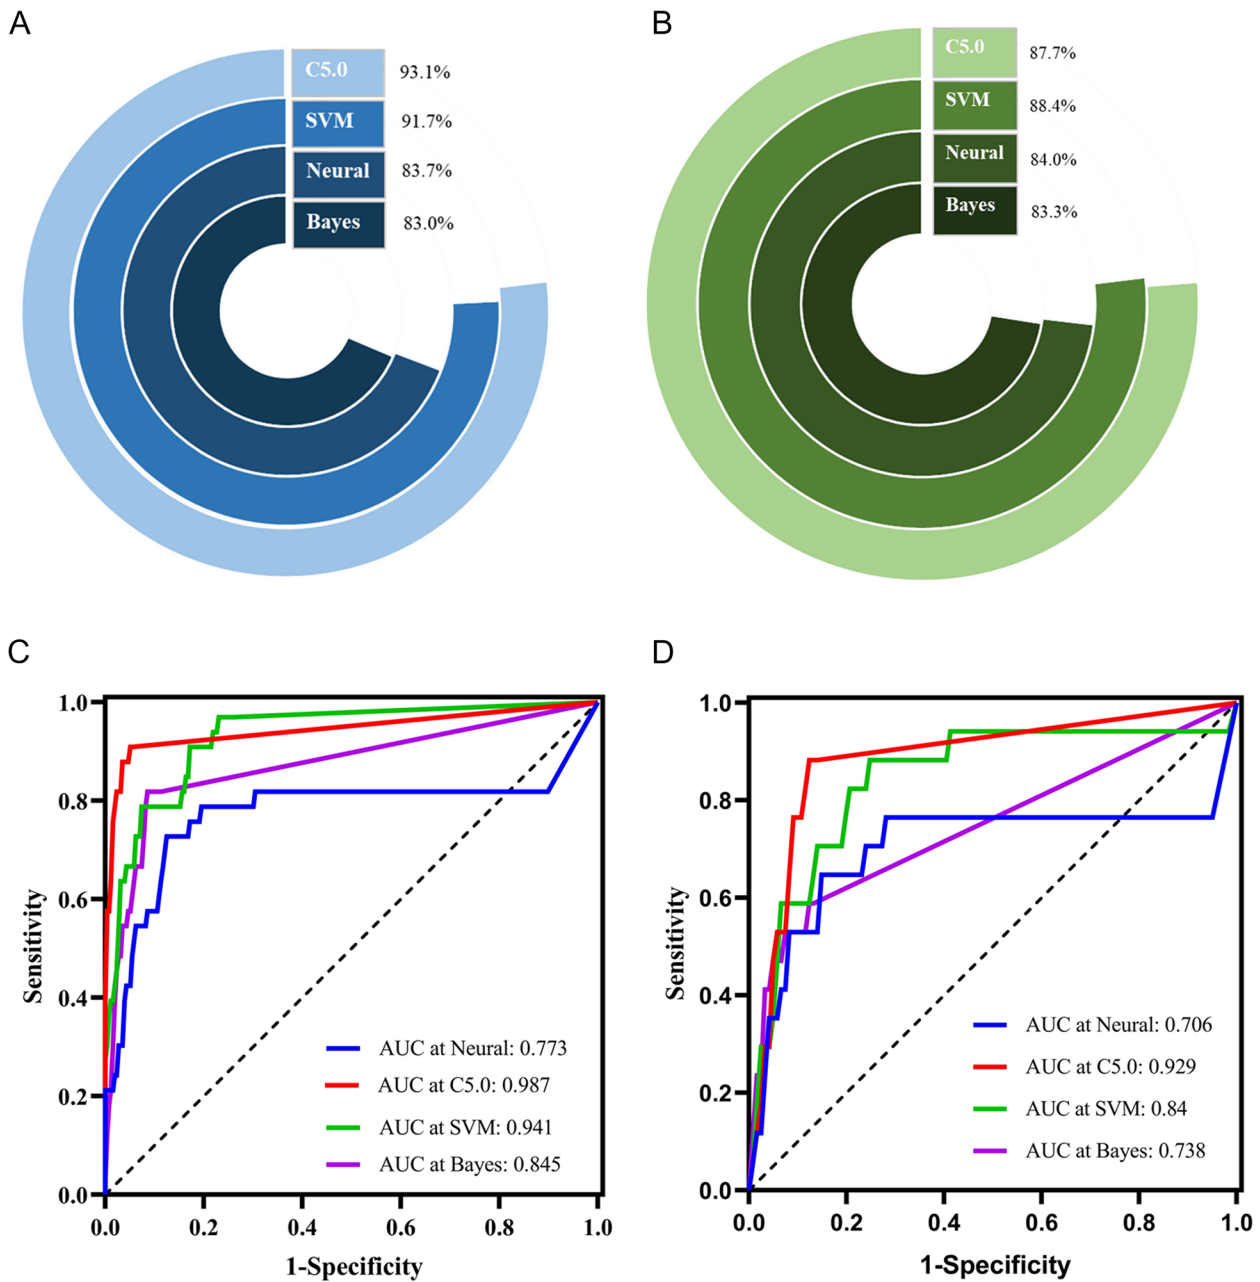 A
C5.0 93.1%
SVM 91.7%
Neural 83.7%
Bayes 83.0%
B
C5.0 87.7%
SVM 88.4%
Neural 84.0%
Bayes 83.3%
C
1.0
0.8
0.6
0.4
0.2
0.0
Sensitivity
AUC at Neural: 0.773
AUC at C5.0: 0.987
AUC at SVM: 0.941
AUC at Bayes: 0.845
0.0 0.2 0.4 0.6 0.8 1.0
1-Specificity
D
1.0
0.8
0.6
0.4
0.2
0.0
Sensitivity
AUC at Neural: 0.706
AUC at C5.0: 0.929
AUC at SVM: 0.84
AUC at Bayes: 0.738
0.0 0.2 0.4 0.6 0.8 1.0
1-Specificity